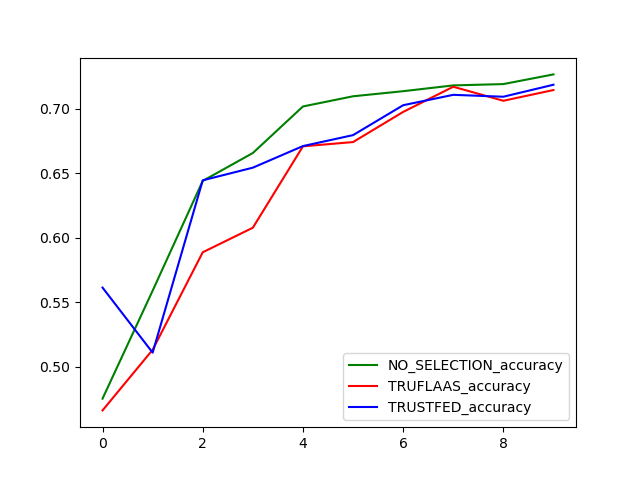 0.70
0.65
0.60
0.55
0.50
NO_SELECTION_accuracy
TRUFLAAS_accuracy
TRUSTFED_accuracy
0 2 4 6 8